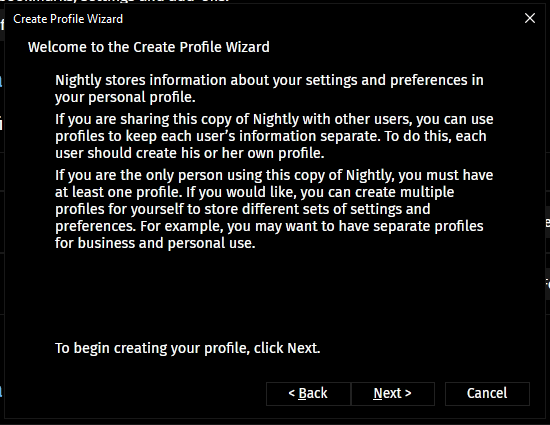 Create Profile Wizard
Welcome to the Create Profile Wizard
Nightly stores information about your settings and preferences in
your personal profile.
If you are sharing this copy of Nightly with other users, you can use
profiles to keep each user’s information separate. To do this, each
user should create his or her own profile.
If you are the only person using this copy of Nightly, you must have
at least one profile. If you would like, you can create multiple
profiles for yourself to store different sets of settings and
preferences. For example, you may want to have separate profiles
for business and personal use.
To begin creating your profile, click Next.
< Back Next > Cancel